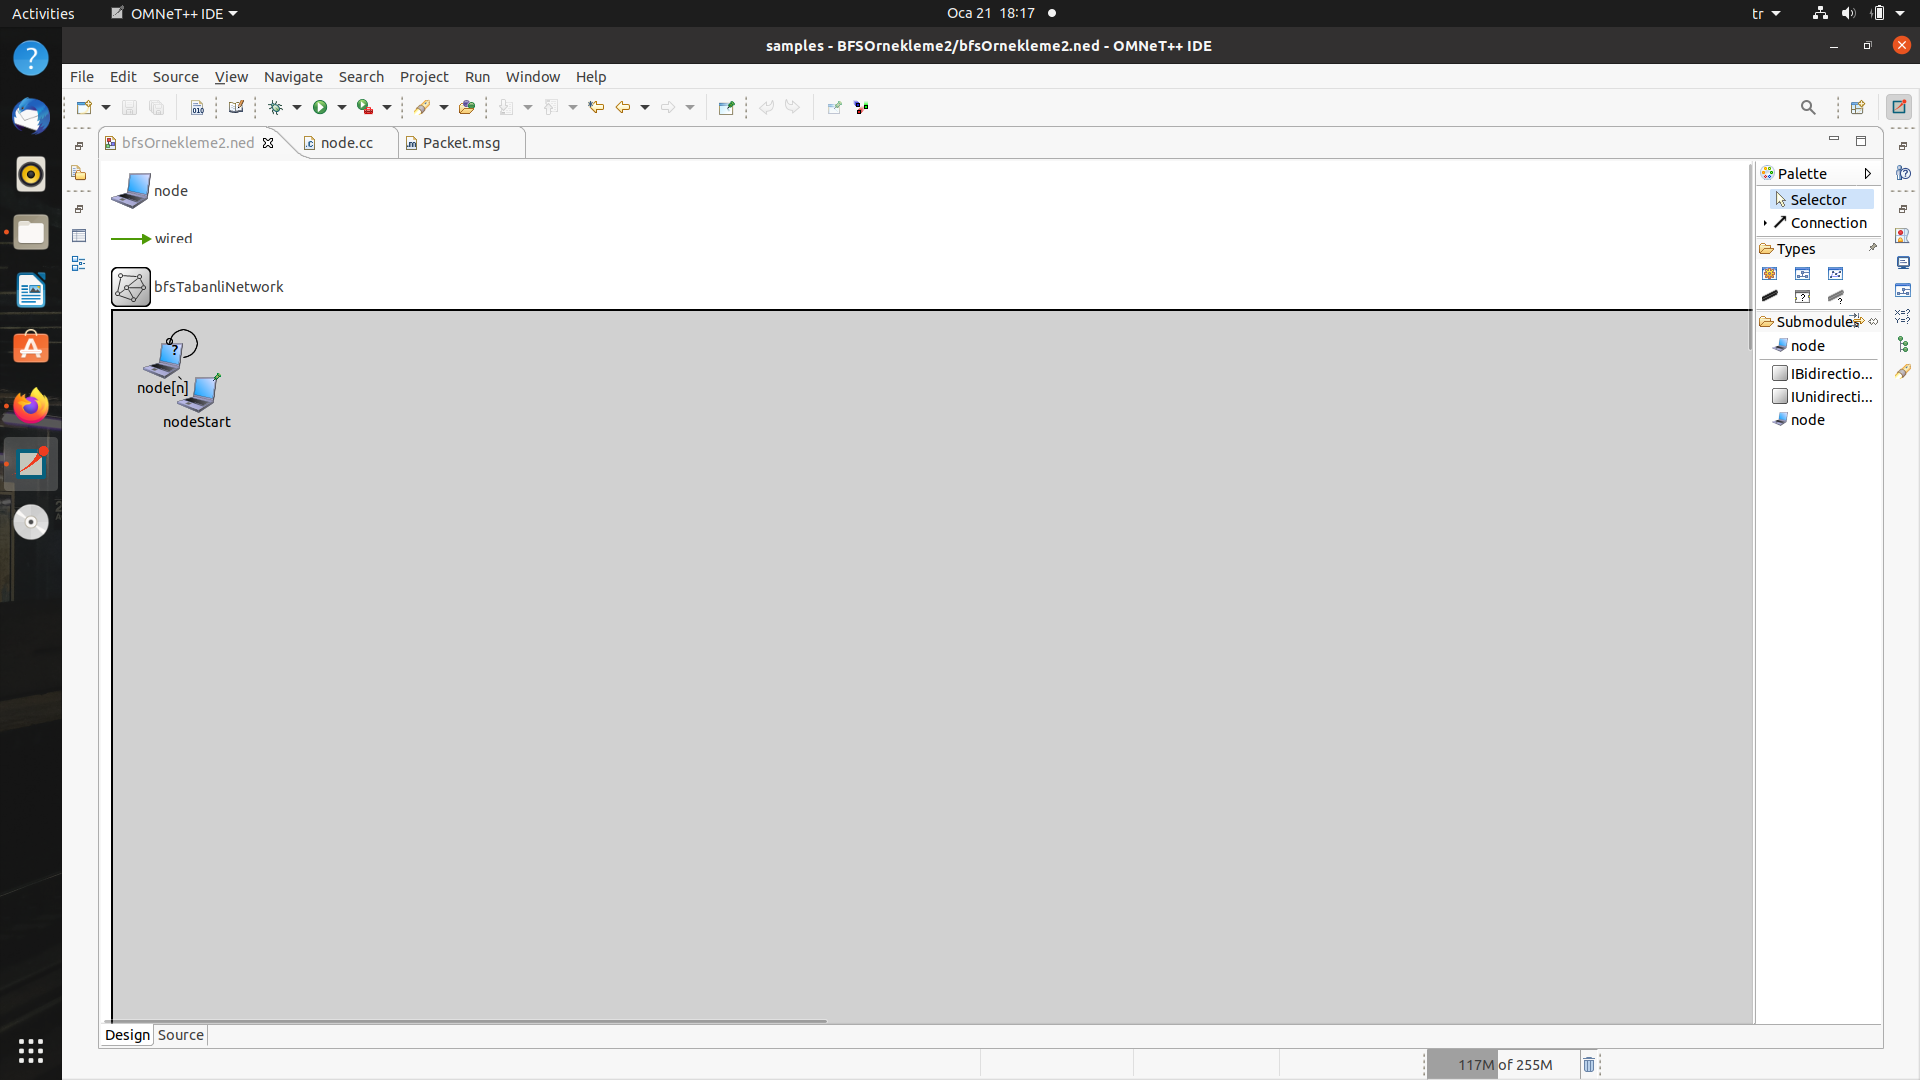 Activities
OMNeT++ IDE
Oca 21 18:17
tr
samples - BFSOrnekleme2/bfsOrnekleme2.ned - OMNeT++ IDE
File Edit Source View Navigate Search Project Run Window Help
bfsOrnekleme2.ned
node.cc
Packet.msg
node
wired
bfsTabanliNetwork
node[n]
nodeStart
Palette
Selector
Connection
Types
Submodule
node
IBidirectio...
IUnidirecti...
node
Design Source
117M of 255M